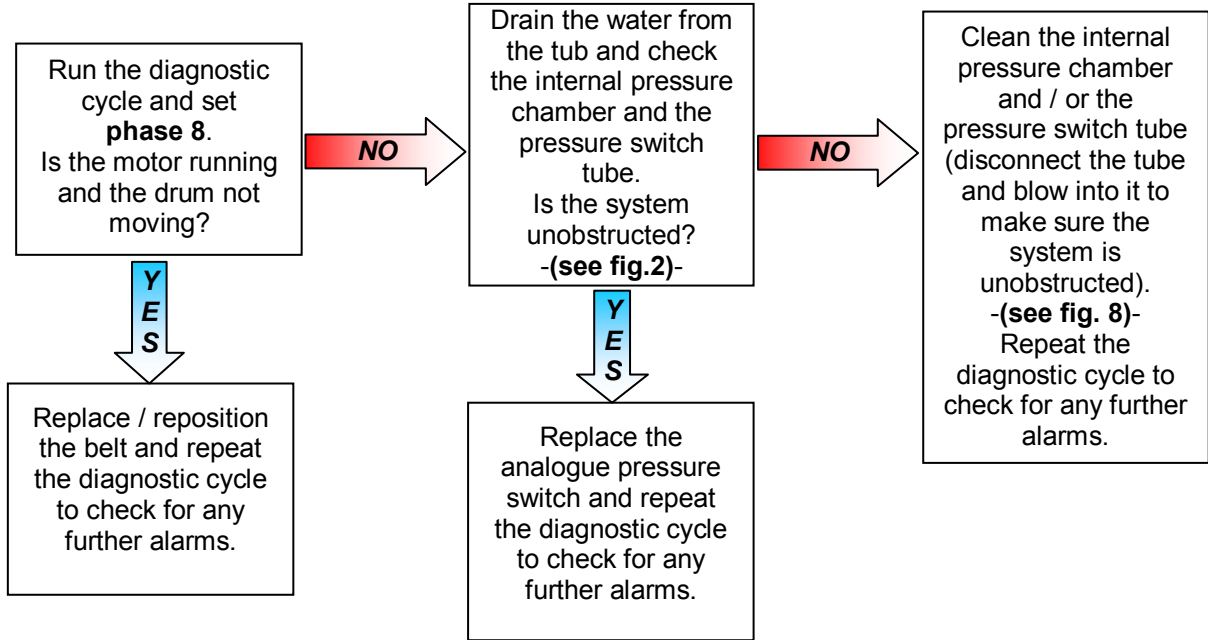 Run the diagnostic
cycle and set
phase 8.
Is the motor running
and the drum not
moving?
NO
Drain the water from
the tub and check
the internal pressure
chamber and the
pressure switch
tube.
Is the system
unobstructed?
-(see fig.2)-
NO
Clean the internal
pressure chamber
and / or the
pressure switch tube
(disconnect the tube
and blow into it to
make sure the
system is
unobstructed).
-(see fig. 8)-
Repeat the
diagnostic cycle to
check for any further
alarms.
Y
E
S
Replace / reposition
the belt and repeat
the diagnostic cycle
to check for any
further alarms.
Y
E
S
Replace the
analogue pressure
switch and repeat
the diagnostic cycle
to check for any
further alarms.